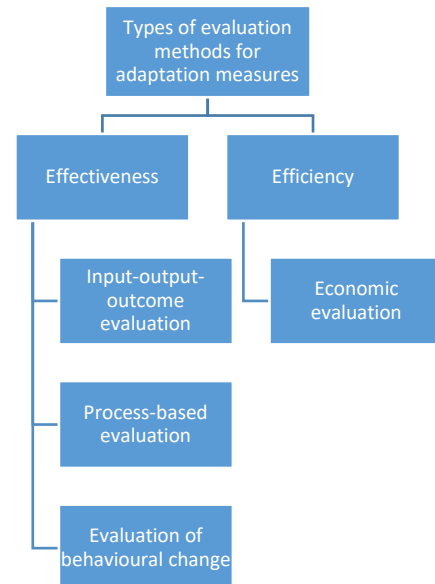 Types of evaluation
methods for
adaptation measures
Effectiveness
Efficiency
Input-output-
outcome
evaluation
Economic
evaluation
Process-based
evaluation
Evaluation of
behavioural change